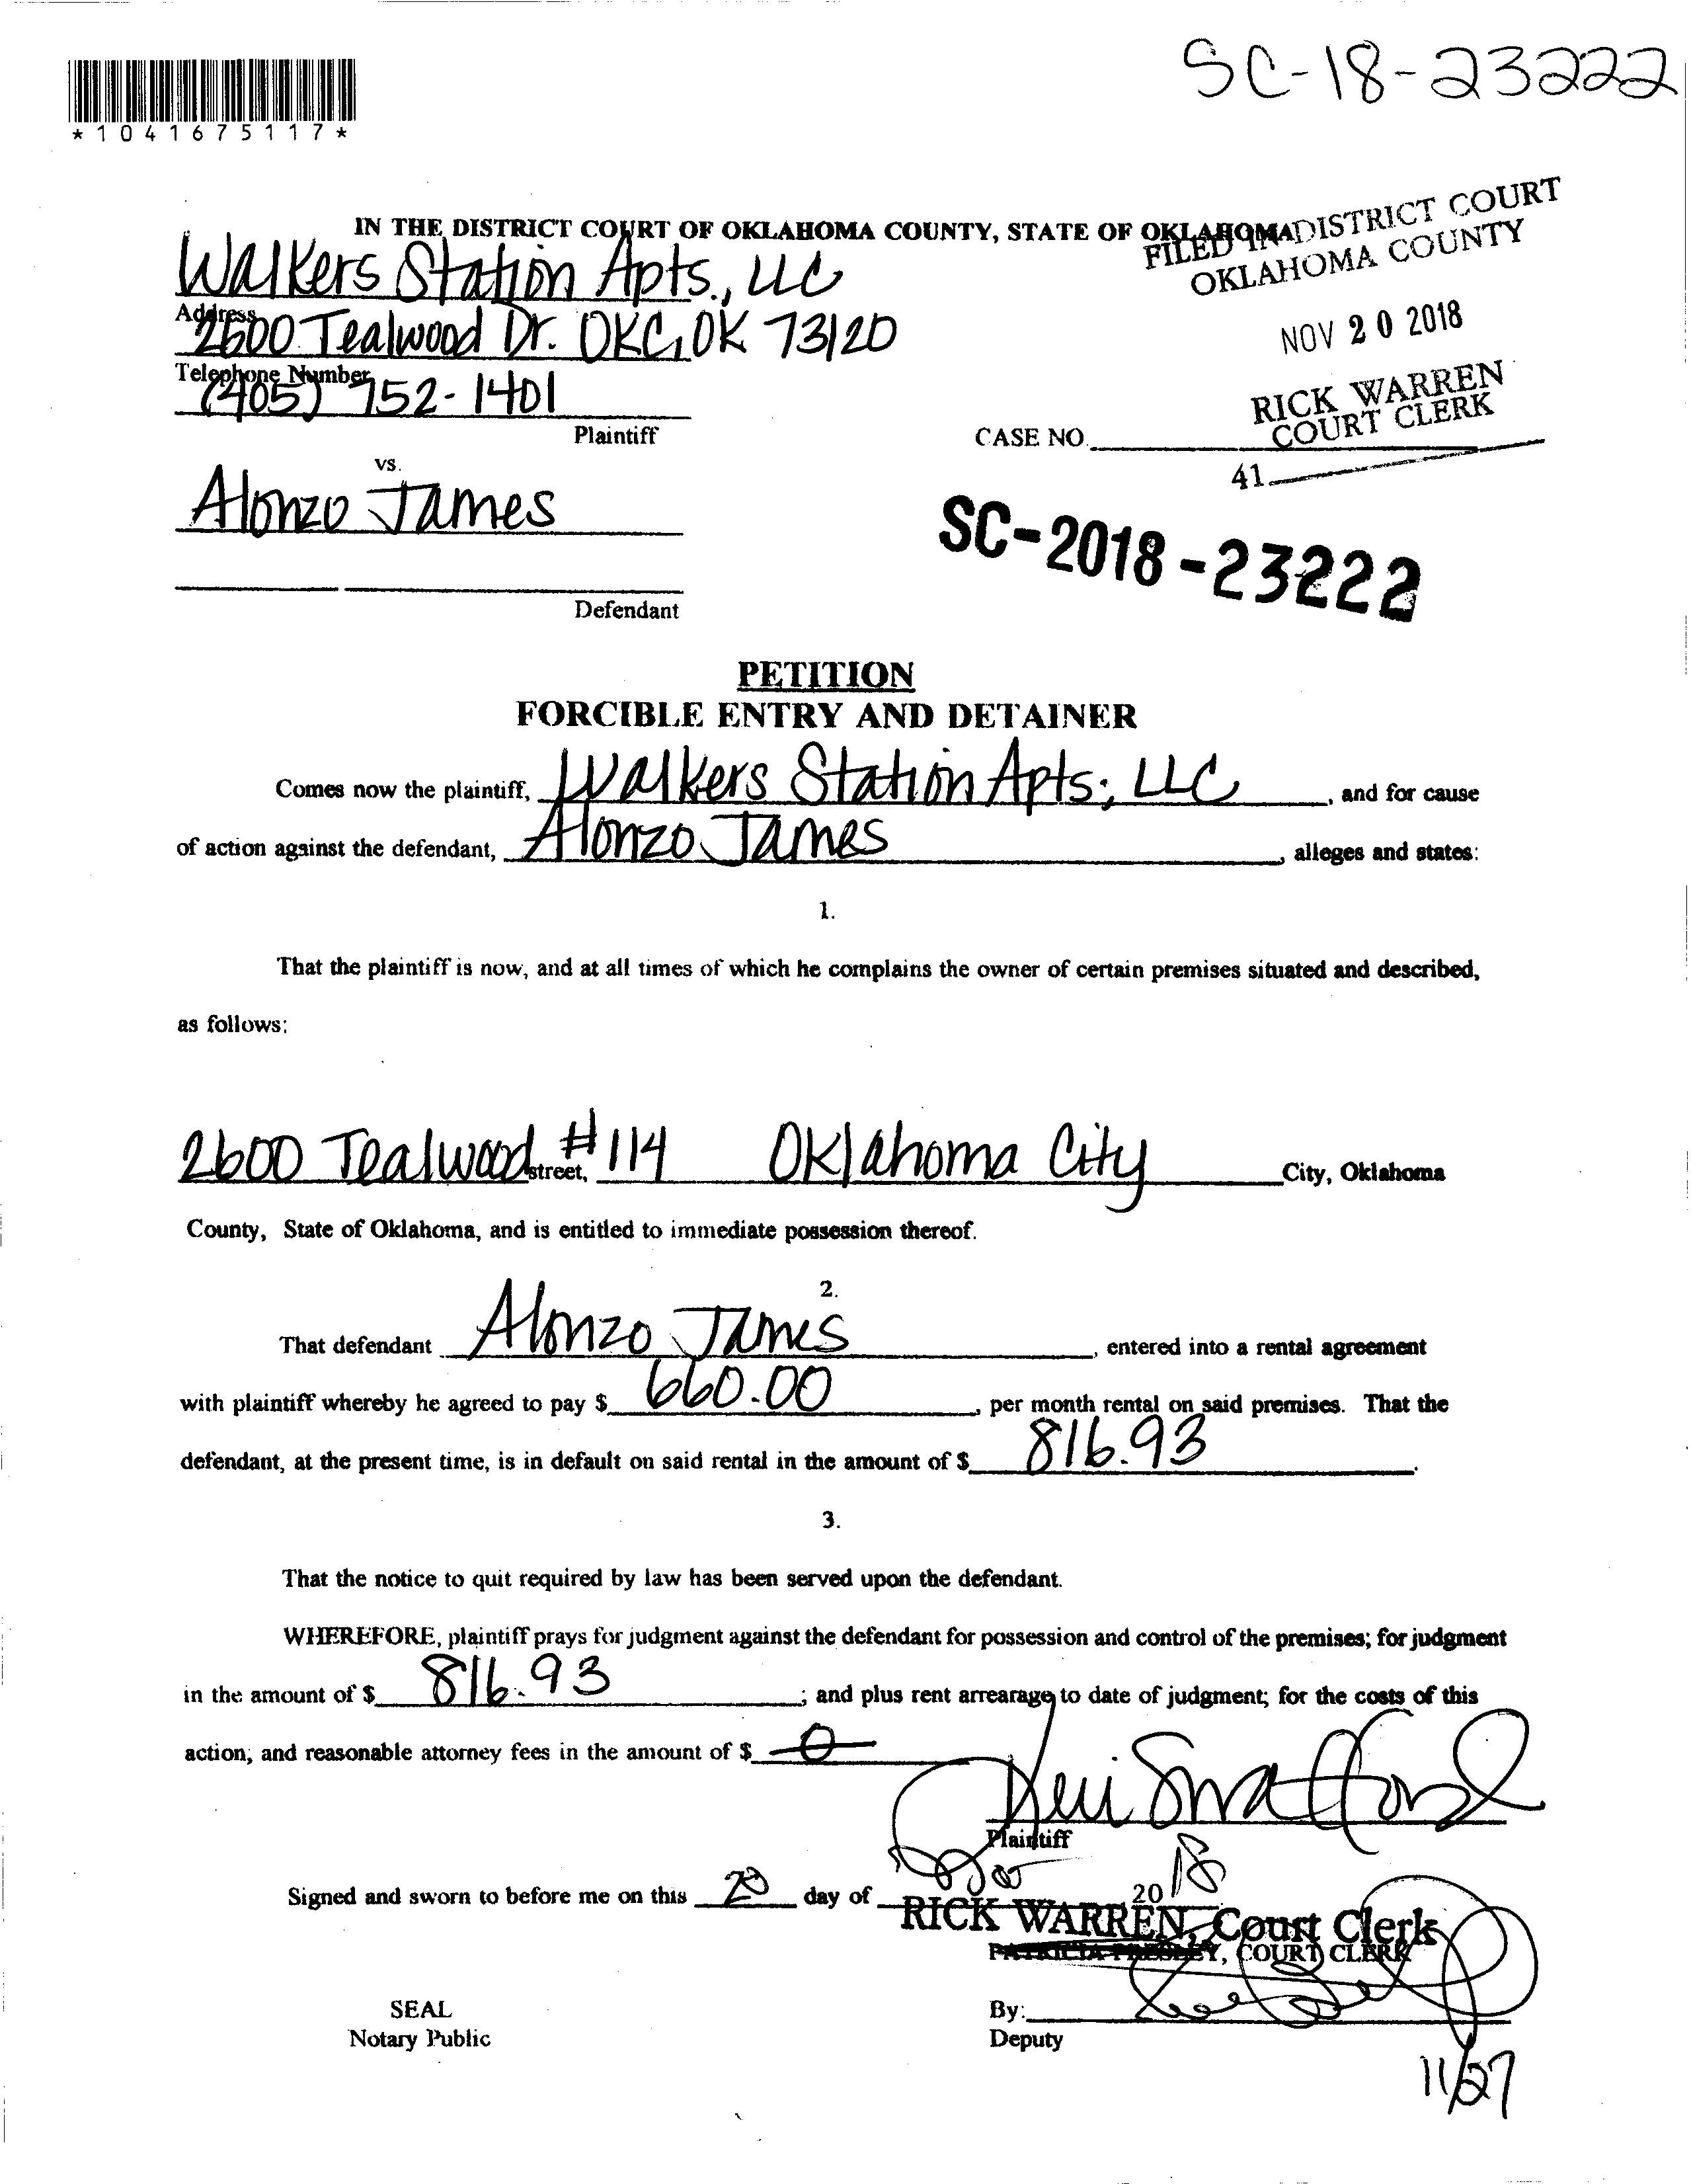 SC-18-23222
*1041675117*
IN THE DISTRICT COURT OF OKLAHOMA COUNTY, STATE OF OKLAHOMA
FILED IN DISTRICT COURT
OKLAHOMA COUNTY
Walkers Station Apts., LLC
Address
2600 Tealwood Dr. OKC, OK 73120
NOV 20 2018
Telephone Number
(405) 752-1401
RICK WARREN
COURT CLERK
Plaintiff
CASE NO.
41
vs.
Alonzo James
SC-2018-23222
Defendant
PETITION
FORCIBLE ENTRY AND DETAINER
Comes now the plaintiff, Walkers Station Apts., LLC, and for cause
of action against the defendant, Alonzo James, alleges and states:
1.
That the plaintiff is now, and at all times of which he complains the owner of certain premises situated and described,
as follows:
2600 Tealwood street, #114 Oklahoma City City, Oklahoma
County, State of Oklahoma, and is entitled to immediate possession thereof.
2.
That defendant Alonzo James, entered into a rental agreement
with plaintiff whereby he agreed to pay $ 660.00, per month rental on said premises. That the
defendant, at the present time, is in default on said rental in the amount of $ 816.93.
3.
That the notice to quit required by law has been served upon the defendant.
WHEREFORE, plaintiff prays for judgment against the defendant for possession and control of the premises; for judgment
in the amount of $ 816.93; and plus rent arrearage to date of judgment; for the costs of this
action; and reasonable attorney fees in the amount of $ 0
Plaintiff
Signed and sworn to before me on this 20 day of 2018
RICK WARREN, Court Clerk
PATRICIA PRESLEY, COURT CLERK
SEAL
Notary Public
By:
Deputy
11/27